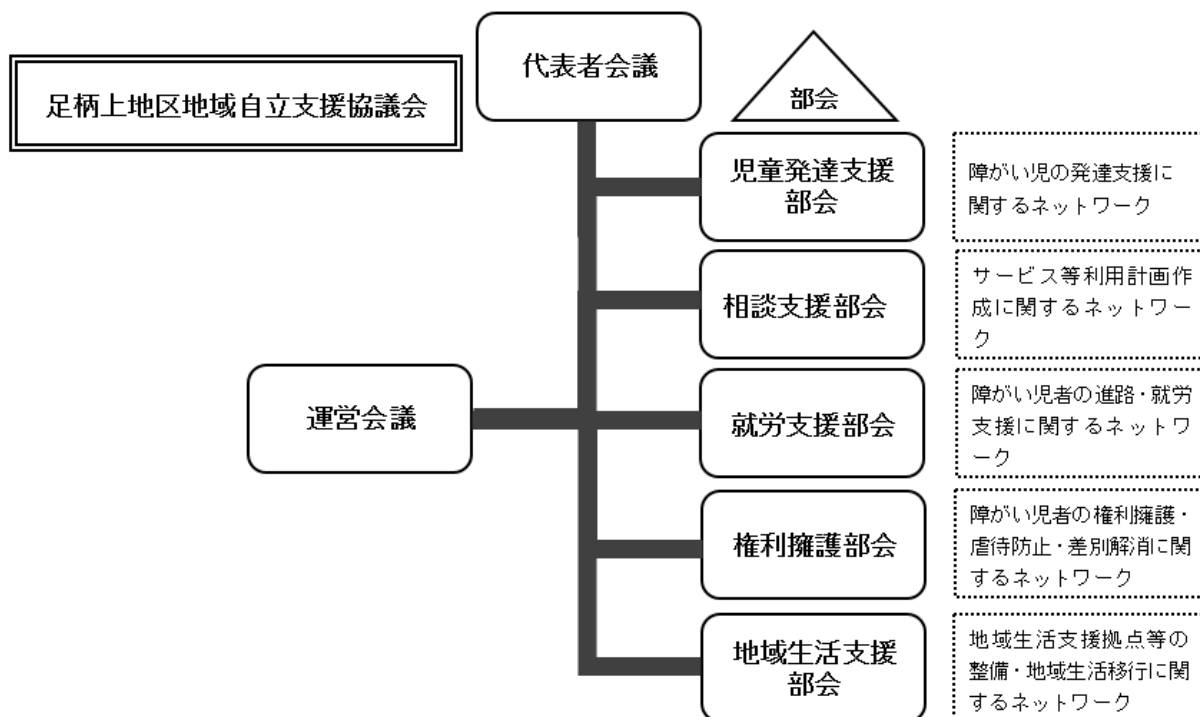 足柄上地区地域自立支援協議会
代表者会議
部会
児童発達支援
部会
障がい児の発達支援に
関するネットワーク
相談支援部会
サービス等利用計画作
成に関するネットワー
ク
運営会議
就労支援部会
障がい児者の進路・就労
支援に関するネットワ
ーク
権利擁護部会
障がい児者の権利擁護・
虐待防止・差別解消に関
するネットワーク
地域生活支援
部会
地域生活支援拠点等の
整備・地域生活移行に関
するネットワーク